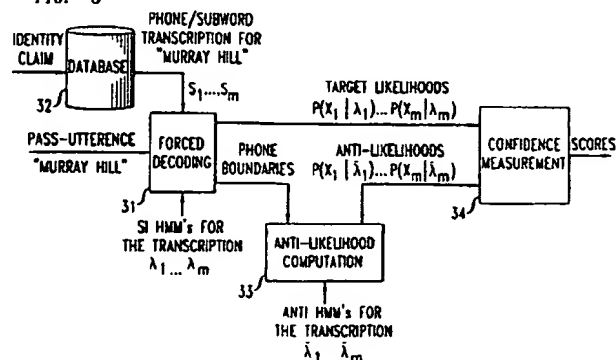 PHONE/SUBWORD
TRANSCRIPTION FOR
"MURRAY HILL"
IDENTITY
CLAIM
DATABASE
32
S1....Sm
TARGET LIKELIHOODS
P(X1 | λ1)... P(Xm | λm)
PASS-UTTERENCE
"MURRAY HILL"
FORCED
DECODING
31
PHONE
BOUNDARIES
ANTI-LIKELIHOODS
P(X1 | λ̄1)... P(Xm | λ̄m)
CONFIDENCE
MEASUREMENT
34
SCORES
SI HMM's FOR
THE TRANSCRIPTION
λ1... λm
ANTI-LIKELIHOOD
COMPUTATION
33
ANTI HMM's FOR
THE TRANSCRIPTION
λ̄1 λ̄m